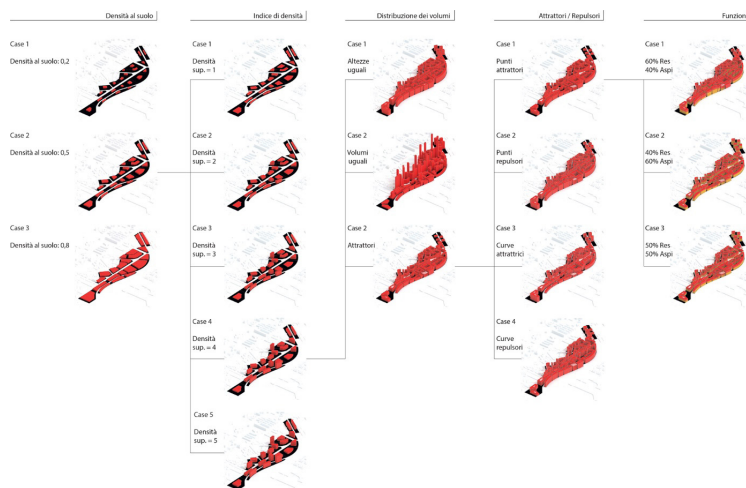 Densità al suolo
Case 1
Densità al suolo: 0,2
Case 2
Densità al suolo: 0,5
Case 3
Densità al suolo: 0,8
Indice di densità
Case 1
Densità
sup. = 1
Case 2
Densità
sup. = 2
Case 3
Densità
sup. = 3
Case 4
Densità
sup. = 4
Case 5
Densità
sup. = 5
Distribuzione dei volumi
Case 1
Altezze
uguali
Case 2
Volumi
uguali
Case 2
Attrattori
Attrattori / Repulsori
Case 1
Punti
attrattori
Case 2
Punti
repulsori
Case 3
Curve
attrattrici
Case 4
Curve
repulsori
Funzion
Case 1
60% Res
40% Aspi
Case 2
40% Res
60% Aspi
Case 3
50% Res
50% Aspi